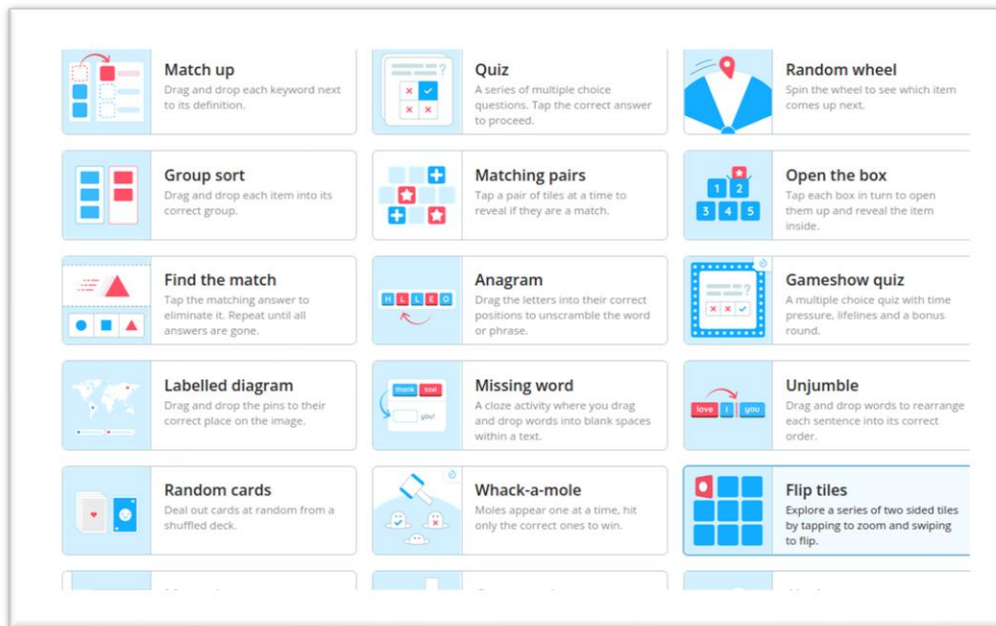 Match up
Drag and drop each keyword next
to its definition.
Quiz
A series of multiple choice
questions. Tap the correct answer
to proceed.
Random wheel
Spin the wheel to see which item
comes up next.
Group sort
Drag and drop each item into its
correct group.
Matching pairs
Tap a pair of tiles at a time to
reveal if they are a match.
1 2
3 4 5
Open the box
Tap each box in turn to open
them up and reveal the item
inside.
Find the match
Tap the matching answer to
eliminate it. Repeat until all
answers are gone.
H L L E O
Anagram
Drag the letters into their correct
positions to unscramble the word
or phrase.
?
Gameshow quiz
A multiple choice quiz with time
pressure, lifelines and a bonus
round.
Labelled diagram
Drag and drop the pins to their
correct place on the image.
thank taxi
you!
Missing word
A cloze activity where you drag
and drop words into blank spaces
within a text.
love I you
Unjumble
Drag and drop words to rearrange
each sentence into its correct
order.
Random cards
Deal out cards at random from a
shuffled deck.
Whack-a-mole
Moles appear one at a time, hit
only the correct ones to win.
Flip tiles
Explore a series of two sided tiles
by tapping to zoom and swiping
to flip.